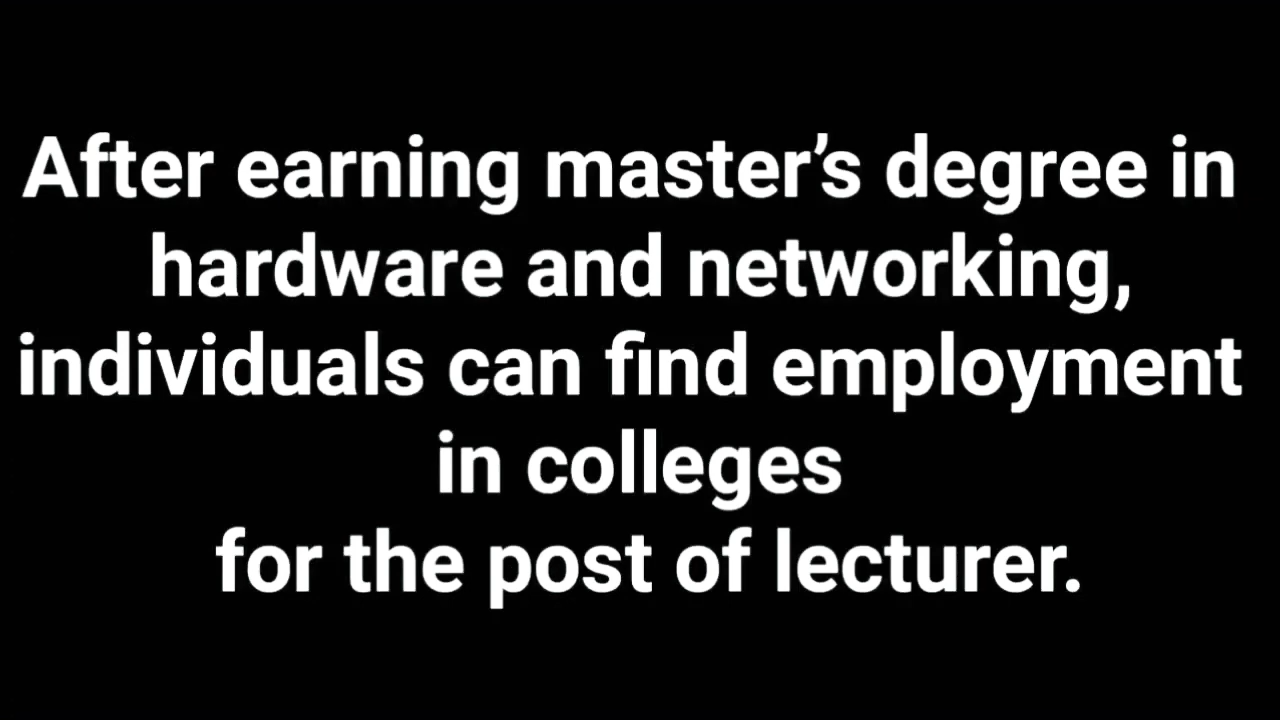 After earning master’s degree in
hardware and networking,
individuals can find employment
in colleges
for the post of lecturer.